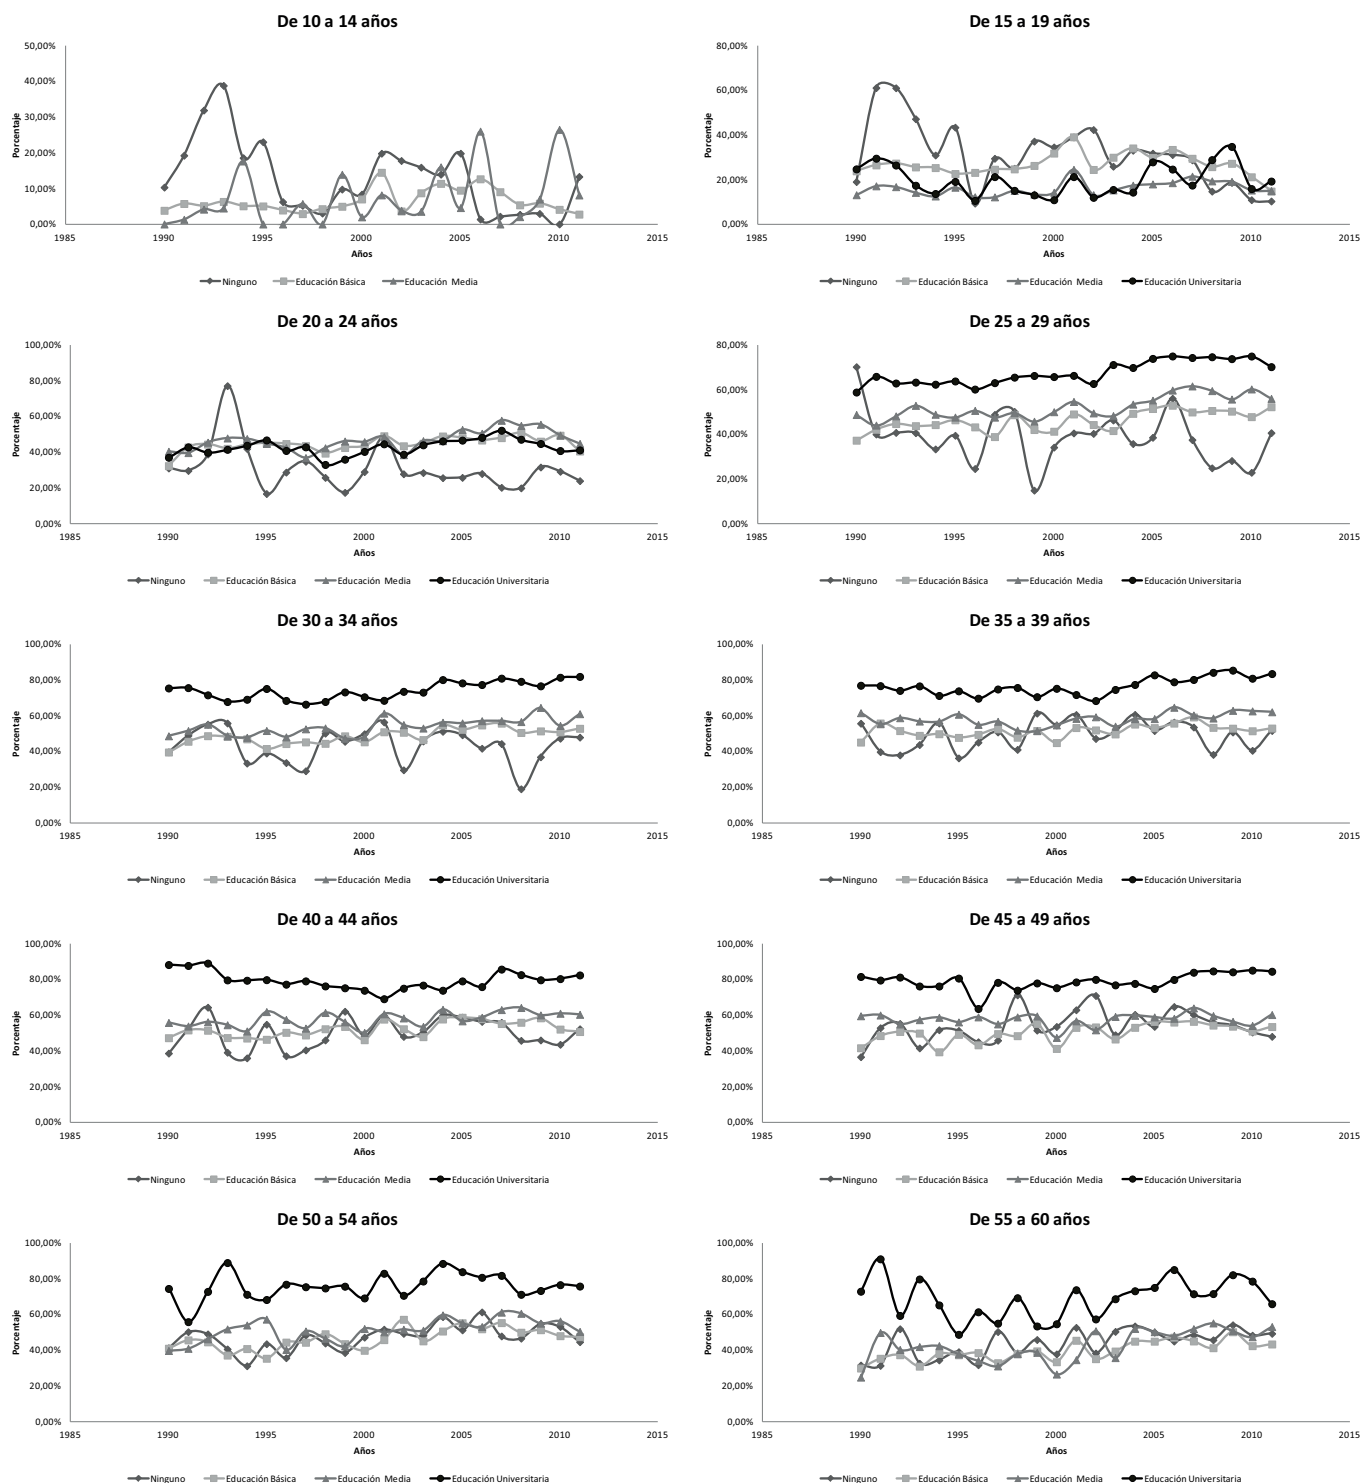 De 10 a 14 años
50,00%
40,00%
30,00%
20,00%
10,00%
0,00%
Porcentaje
1985 1990 1995 2000 2005 2010 2015
Años
Ninguno Educación Básica Educación Media
De 15 a 19 años
80,00%
60,00%
40,00%
20,00%
0,00%
Porcentaje
1985 1990 1995 2000 2005 2010 2015
Años
Ninguno Educación Básica Educación Media Educación Universitaria
De 20 a 24 años
100,00%
80,00%
60,00%
40,00%
20,00%
0,00%
Porcentaje
1985 1990 1995 2000 2005 2010 2015
Años
Ninguno Educación Básica Educación Media Educación Universitaria
De 25 a 29 años
80,00%
60,00%
40,00%
20,00%
0,00%
Porcentaje
1985 1990 1995 2000 2005 2010 2015
Años
Ninguno Educación Básica Educación Media Educación Universitaria
De 30 a 34 años
100,00%
80,00%
60,00%
40,00%
20,00%
0,00%
Porcentaje
1985 1990 1995 2000 2005 2010 2015
Años
Ninguno Educación Básica Educación Media Educación Universitaria
De 35 a 39 años
100,00%
80,00%
60,00%
40,00%
20,00%
0,00%
Porcentaje
1985 1990 1995 2000 2005 2010 2015
Años
Ninguno Educación Básica Educación Media Educación Universitaria
De 40 a 44 años
100,00%
80,00%
60,00%
40,00%
20,00%
0,00%
Porcentaje
1985 1990 1995 2000 2005 2010 2015
Años
Ninguno Educación Básica Educación Media Educación Universitaria
De 45 a 49 años
100,00%
80,00%
60,00%
40,00%
20,00%
0,00%
Porcentaje
1985 1990 1995 2000 2005 2010 2015
Años
Ninguno Educación Básica Educación Media Educación Universitaria
De 50 a 54 años
100,00%
80,00%
60,00%
40,00%
20,00%
0,00%
Porcentaje
1985 1990 1995 2000 2005 2010 2015
Años
Ninguno Educación Básica Educación Media Educación Universitaria
De 55 a 60 años
100,00%
80,00%
60,00%
40,00%
20,00%
0,00%
Porcentaje
1985 1990 1995 2000 2005 2010 2015
Años
Ninguno Educación Básica Educación Media Educación Universitaria